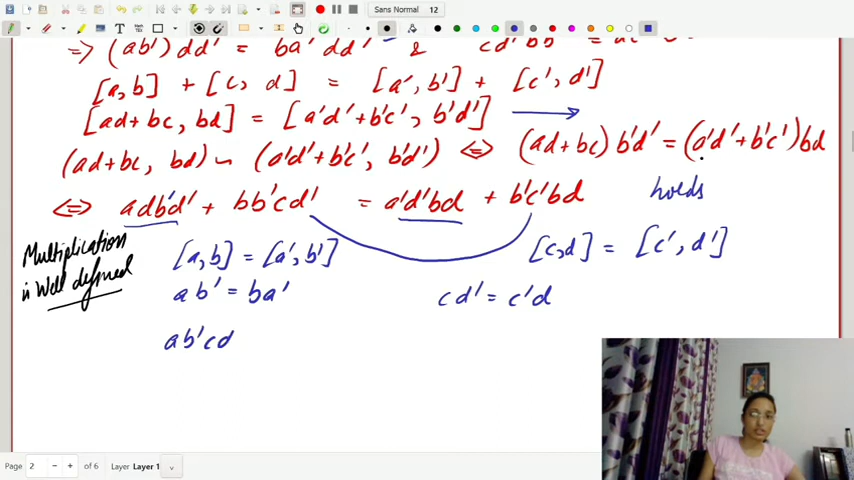 Sans Normal 12
=> (ab') dd' = ba' dd' & cd' bb'
[a, b] + [c, d] = [a', b'] + [c', d']
[ad+bc, bd] = [a'd'+b'c', b'd']
(ad+bc, bd) ~ (a'd'+b'c', b'd') <=> (ad+bc) b'd' = (a'd'+b'c') bd
<=> adb'd' + bb'cd' = a'd'bd + b'c'bd holds
Multiplication
is Well defined
[a,b] = [a', b'] [c,d] = [c', d']
ab' = ba' cd' = c'd
ab'cd
Page 2 of 6 Layer Layer 1